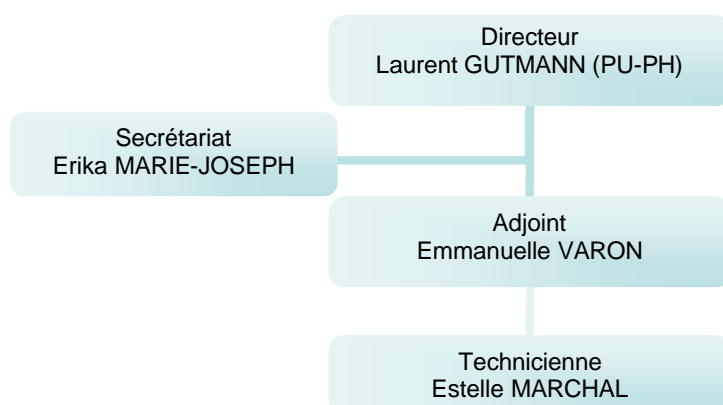 Directeur
Laurent GUTMANN (PU-PH)
Secrétariat
Erika MARIE-JOSEPH
Adjoint
Emmanuelle VARON
Technicienne
Estelle MARCHAL